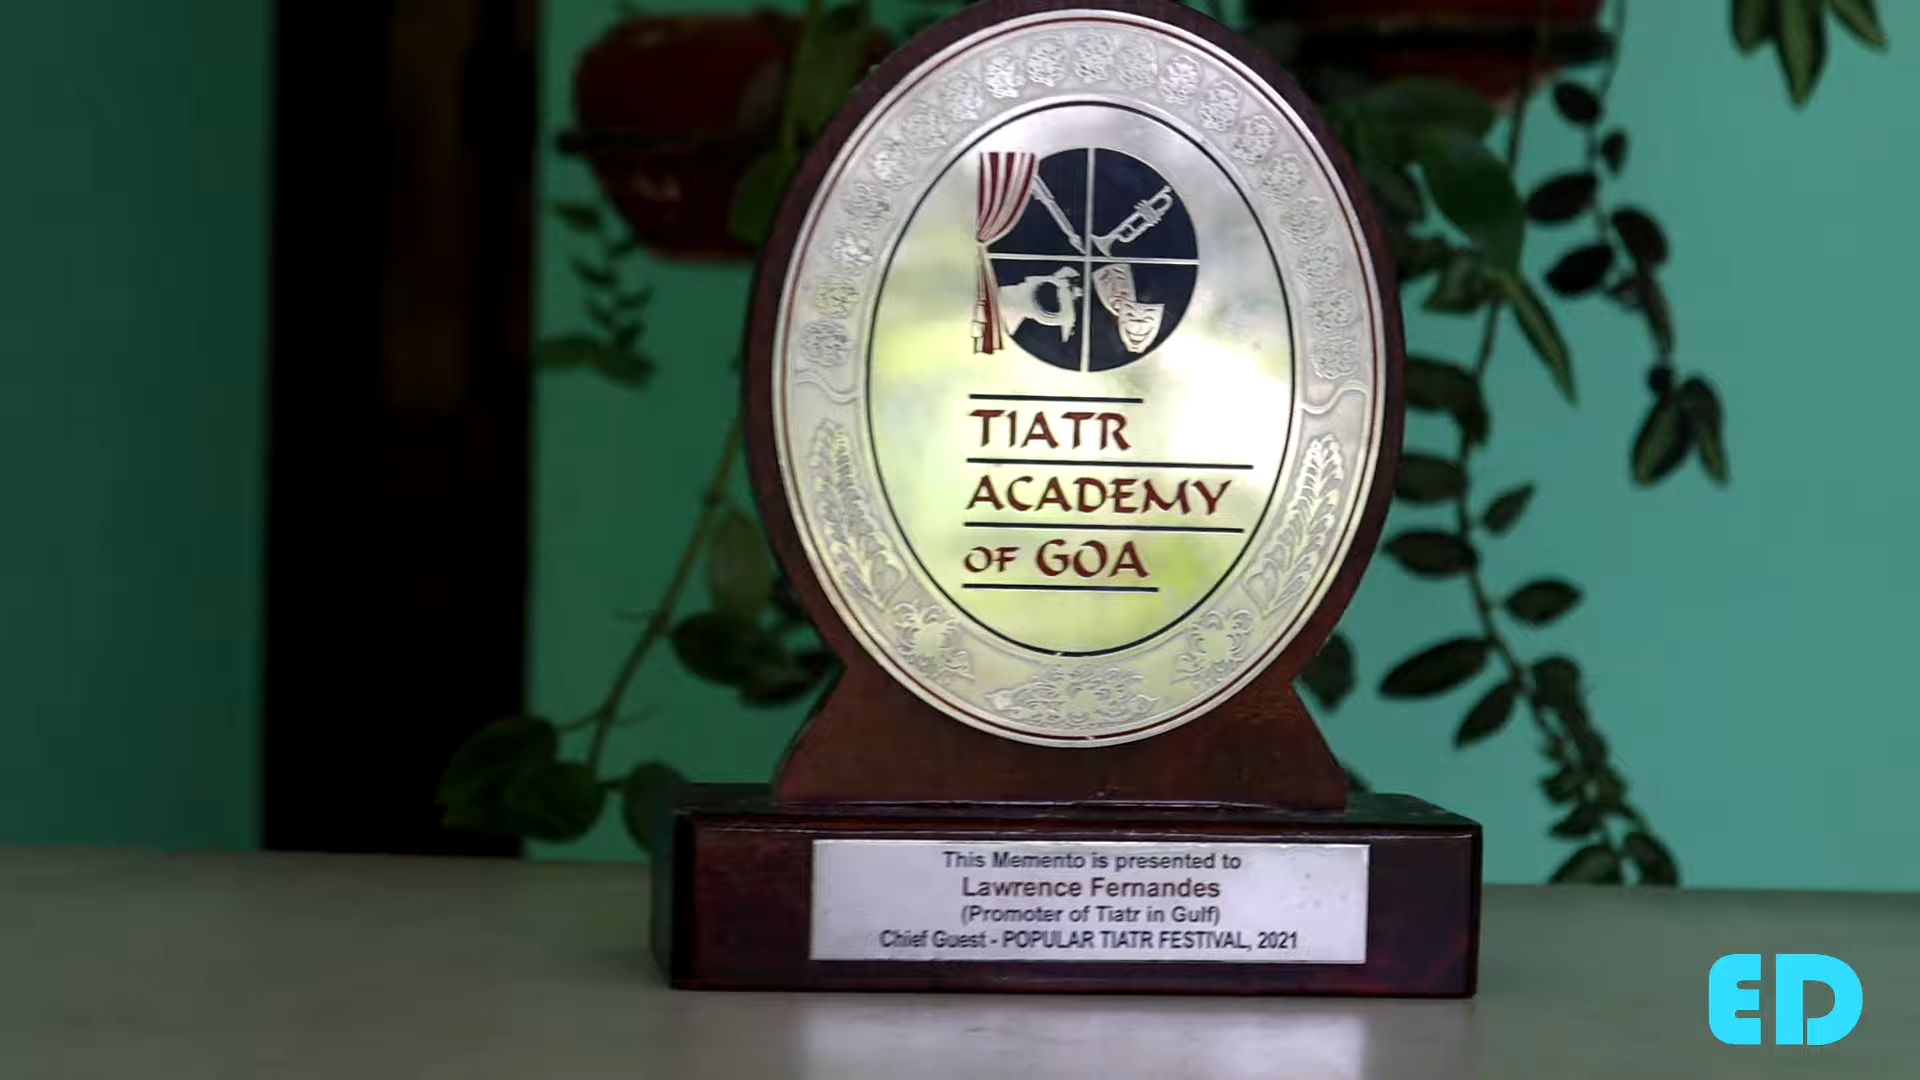 TIATR
ACADEMY
OF GOA
This Memento is presented to
Lawrence Fernandes
(Promoter of Tiatr in Gulf)
Chief Guest - POPULAR TIATR FESTIVAL, 2021
ED